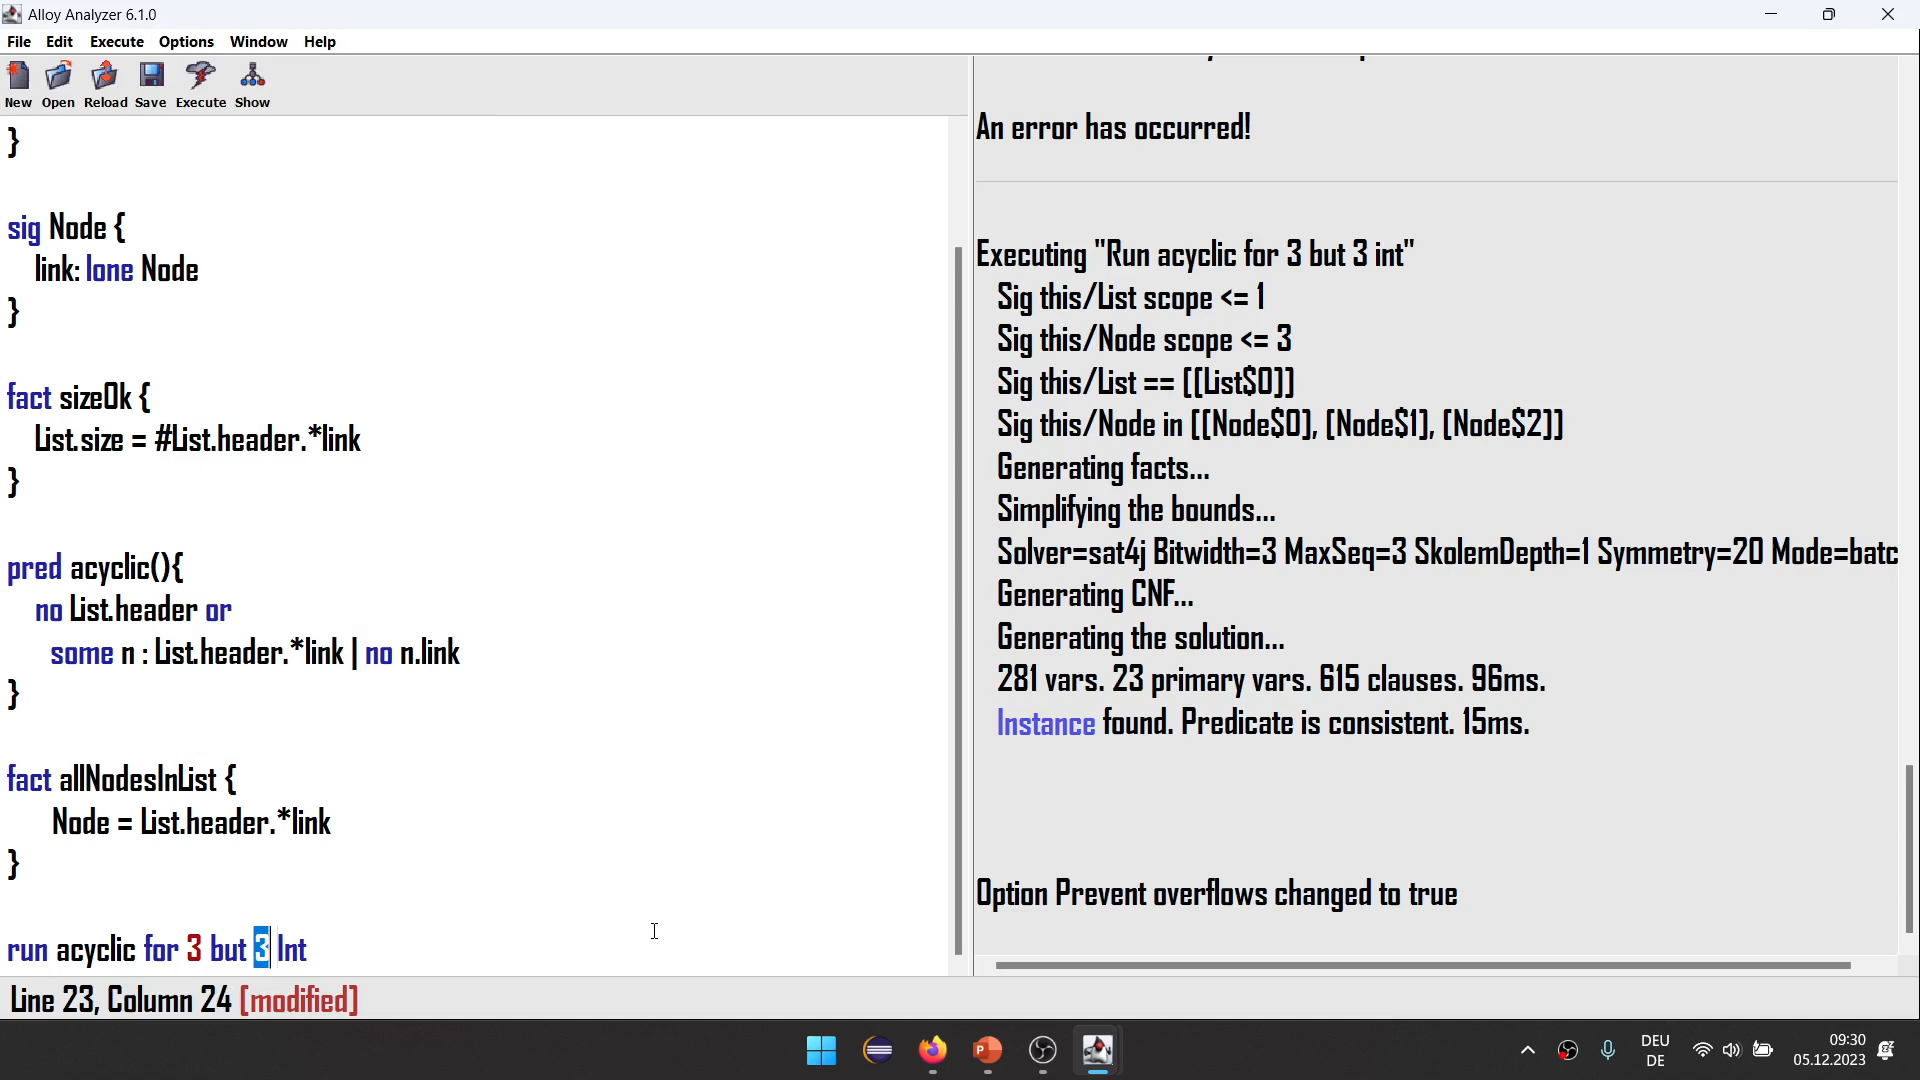 Alloy Analyzer 6.1.0
File Edit Execute Options Window Help
New Open Reload Save Execute Show
}
sig Node {
link: lone Node
}
fact sizeOk {
List.size = #List.header.*link
}
pred acyclic(){
no List.header or
some n : List.header.*link | no n.link
}
fact allNodesInList {
Node = List.header.*link
}
run acyclic for 3 but 3 Int
Line 23, Column 24 [modified]
An error has occurred!
Executing "Run acyclic for 3 but 3 int"
Sig this/List scope <= 1
Sig this/Node scope <= 3
Sig this/List == [[List$0]]
Sig this/Node in [[Node$0], [Node$1], [Node$2]]
Generating facts...
Simplifying the bounds...
Solver=sat4j Bitwidth=3 MaxSeq=3 SkolemDepth=1 Symmetry=20 Mode=batc
Generating CNF...
Generating the solution...
281 vars. 23 primary vars. 615 clauses. 96ms.
Instance found. Predicate is consistent. 15ms.
Option Prevent overflows changed to true
DEU
DE
09:30
05.12.2023